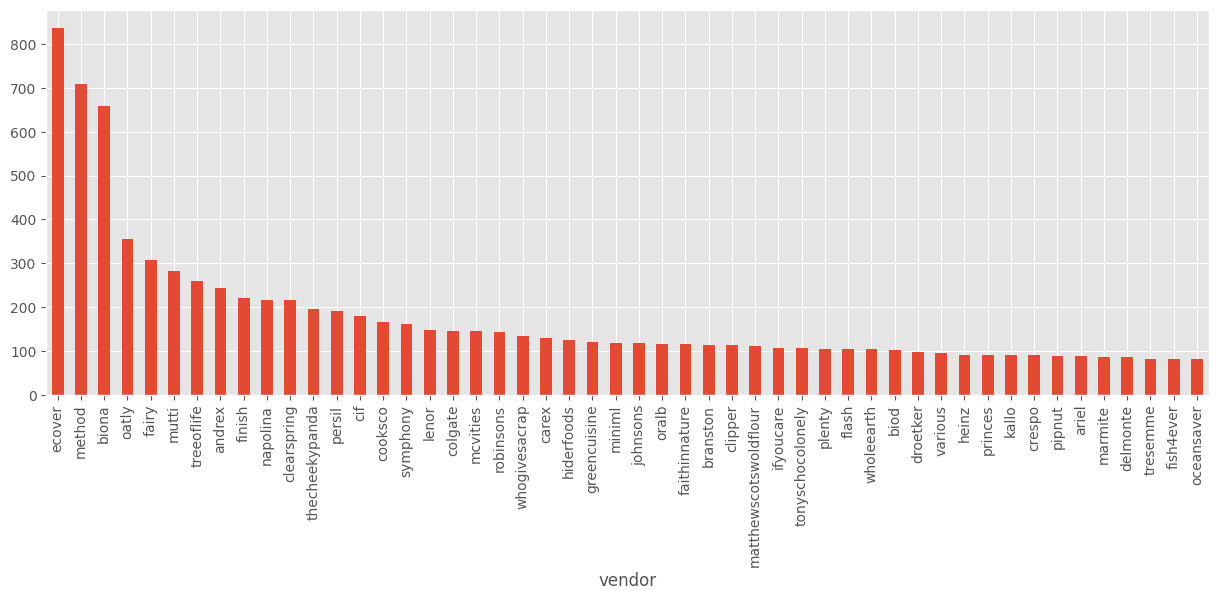 800
700
600
500
400
300
200
100
0
ecover
method
biona
oatly
fairy
mutti
treeoflife
andrex
finish
napolina
clearspring
thecheekypanda
persil
cif
cooksco
symphony
lenor
colgate
mcvities
robinsons
whogivesacrap
carex
hiderfoods
greencuisine
miniml
johnsons
oralb
faithinnature
branston
clipper
matthewscotswoldflour
ifyoucare
tonyschocolonely
plenty
flash
wholeearth
biod
droetker
various
heinz
princes
kallo
crespo
pipnut
ariel
marmite
delmonte
tresemme
fish4ever
oceansaver
vendor